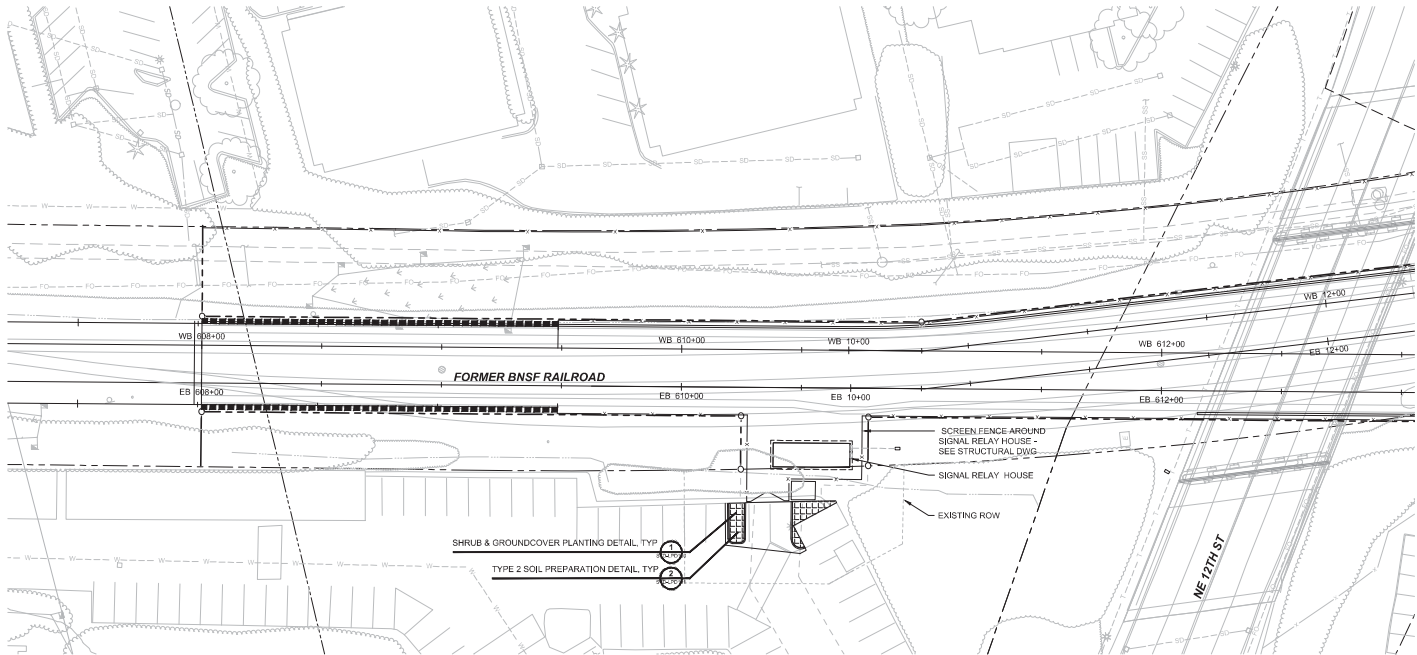 WB 608+00
WB 610+00
WB 10+00
WB 612+00
WB 12+00
EB 12+00
FORMER BNSF RAILROAD
EB 608+00
EB 610+00
EB 10+00
EB 612+00
SCREEN FENCE AROUND
SIGNAL RELAY HOUSE -
SEE STRUCTURAL DWG
SIGNAL RELAY HOUSE
EXISTING ROW
SHRUB & GROUNDCOVER PLANTING DETAIL, TYP
1
TYPE 2 SOIL PREPARATION DETAIL, TYP
2
NE 12TH ST